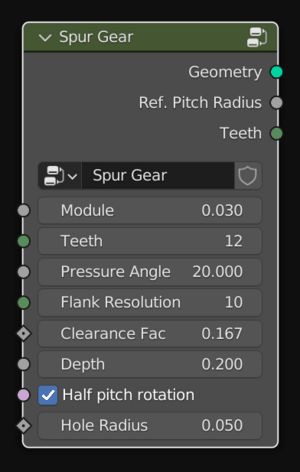 Spur Gear
Geometry
Ref. Pitch Radius
Teeth
Spur Gear
Module 0.030
Teeth 12
Pressure Angle 20.000
Flank Resolution 10
Clearance Fac 0.167
Depth 0.200
Half pitch rotation
Hole Radius 0.050